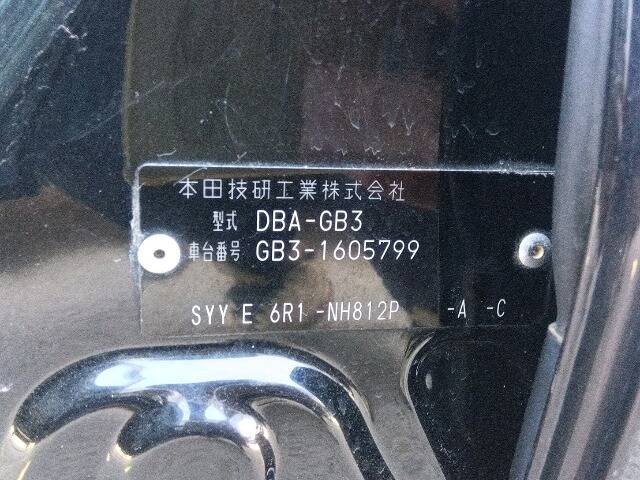 本田技研工業株式会社
型式 DBA-GB3
車台番号 GB3-1605799
SYY E 6R1 -NH812P -A -C